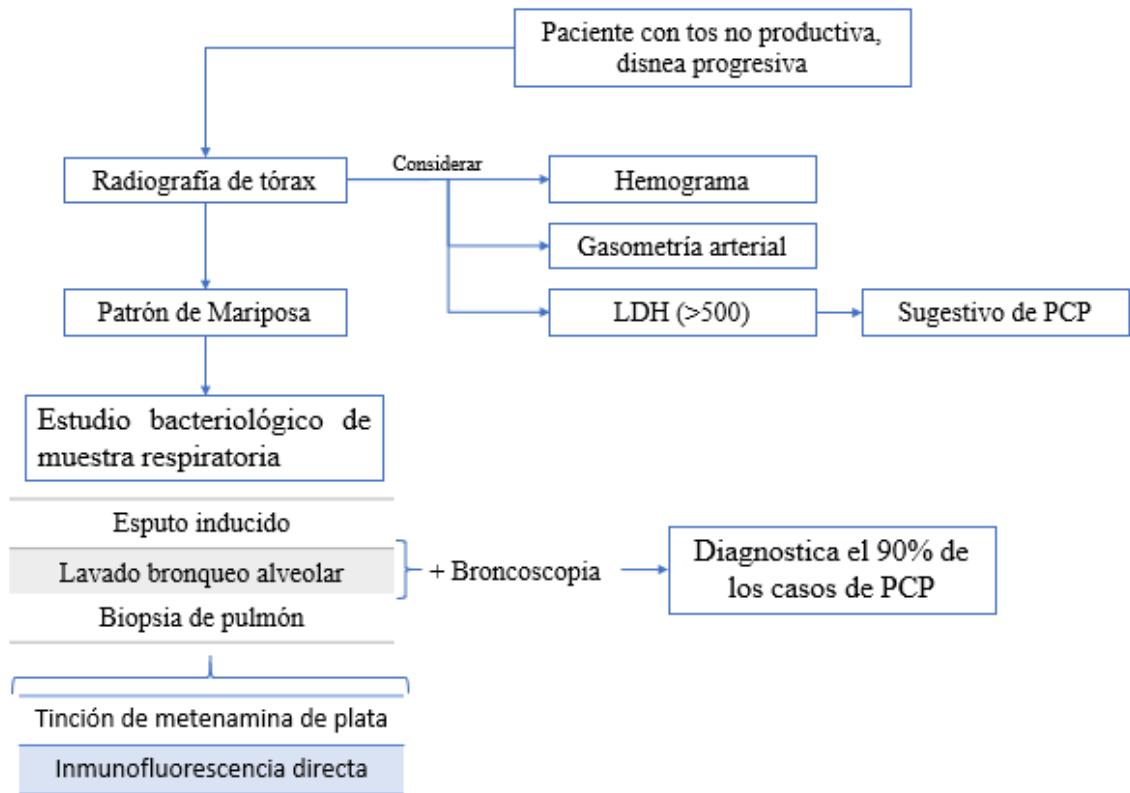 Paciente con tos no productiva,
disnea progresiva
Radiografía de tórax
Considerar
Hemograma
Gasometría arterial
Patrón de Mariposa
LDH (>500)
Sugestivo de PCP
Estudio bacteriológico de
muestra respiratoria
Esputo inducido
Lavado bronqueo alveolar
Biopsia de pulmón
+ Broncoscopia
Diagnostica el 90% de
los casos de PCP
Tinción de metenamina de plata
Inmunofluorescencia directa